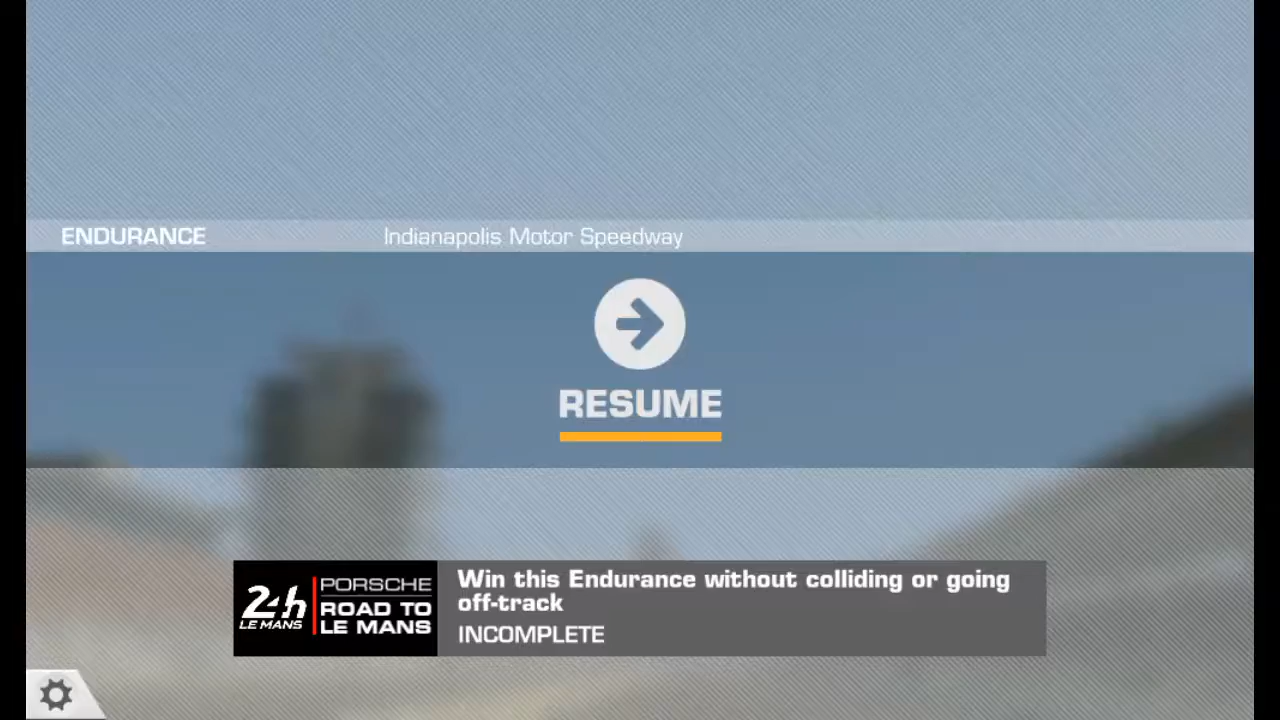 ENDURANCE Indianapolis Motor Speedway
RESUME
24h
LE MANS
PORSCHE
ROAD TO
LE MANS
Win this Endurance without colliding or going
off-track
INCOMPLETE